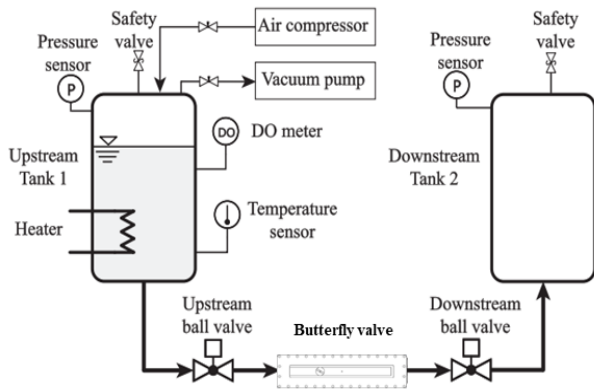 Safety
valve
Air compressor
Pressure
sensor
P
Vacuum pump
Pressure
sensor
P
Safety
valve
DO
DO meter
Upstream
Tank 1
Downstream
Tank 2
Heater
Temperature
sensor
Upstream
ball valve
Butterfly valve
Downstream
ball valve